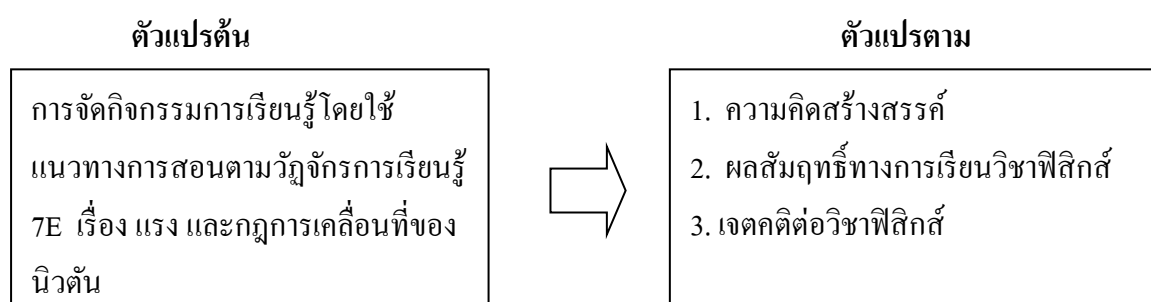 ตัวแปรต้น
การจัดกิจกรรมการเรียนรู้โดยใช้
แนวทางการสอนตามวัฏจักรการเรียนรู้
7E เรื่อง แรง และกฎการเคลื่อนที่ของ
นิวตัน
ตัวแปรตาม
1. ความคิดสร้างสรรค์
2. ผลสัมฤทธิ์ทางการเรียนวิชาฟิสิกส์
3. เจตคติต่อวิชาฟิสิกส์